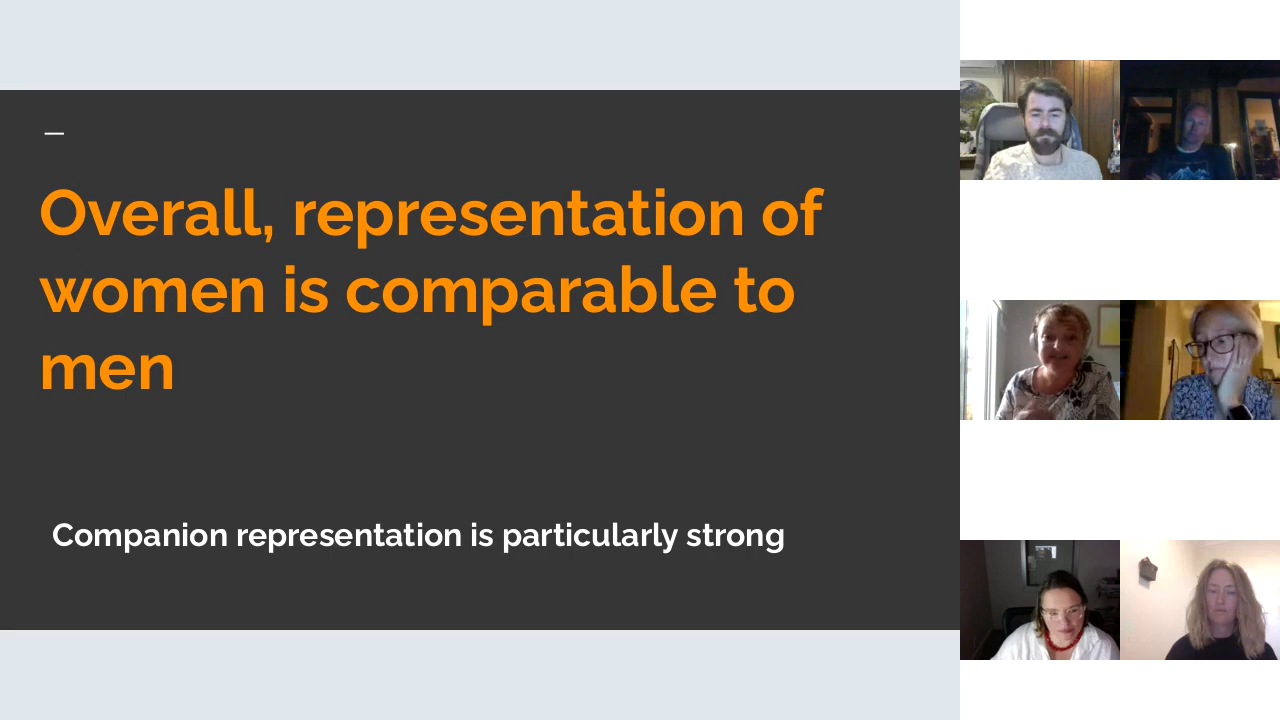 Overall, representation of
women is comparable to
men
Companion representation is particularly strong